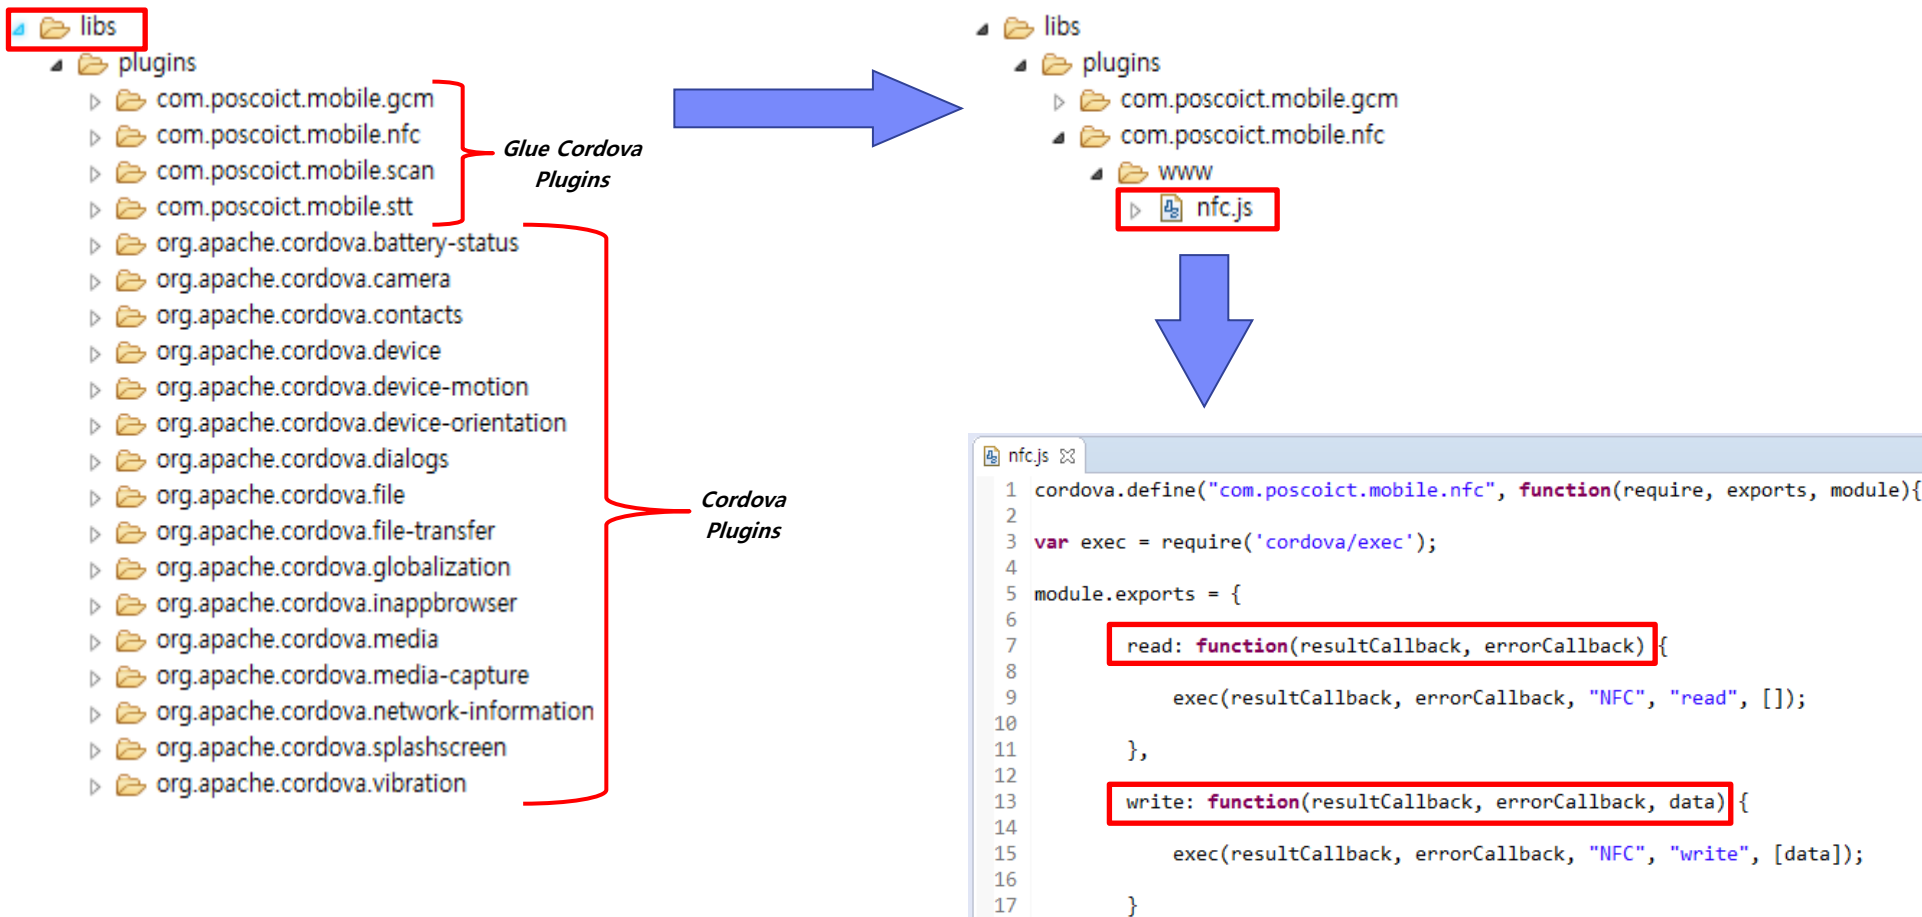 libs
plugins
com.poscoict.mobile.gcm
com.poscoict.mobile.nfc
com.poscoict.mobile.scan
com.poscoict.mobile.stt
org.apache.cordova.battery-status
org.apache.cordova.camera
org.apache.cordova.contacts
org.apache.cordova.device
org.apache.cordova.device-motion
org.apache.cordova.device-orientation
org.apache.cordova.dialogs
org.apache.cordova.file
org.apache.cordova.file-transfer
org.apache.cordova.globalization
org.apache.cordova.inappbrowser
org.apache.cordova.media
org.apache.cordova.media-capture
org.apache.cordova.network-information
org.apache.cordova.splashscreen
org.apache.cordova.vibration
Glue Cordova
Plugins
Cordova
Plugins
libs
plugins
com.poscoict.mobile.gcm
com.poscoict.mobile.nfc
www
nfc.js
nfc.js
1 cordova.define("com.poscoict.mobile.nfc", function(require, exports, module){
2
3 var exec = require('cordova/exec');
4
5 module.exports = {
6
7 read: function(resultCallback, errorCallback) {
8
9 exec(resultCallback, errorCallback, "NFC", "read", []);
10
11 },
12
13 write: function(resultCallback, errorCallback, data) {
14
15 exec(resultCallback, errorCallback, "NFC", "write", [data]);
16
17 }